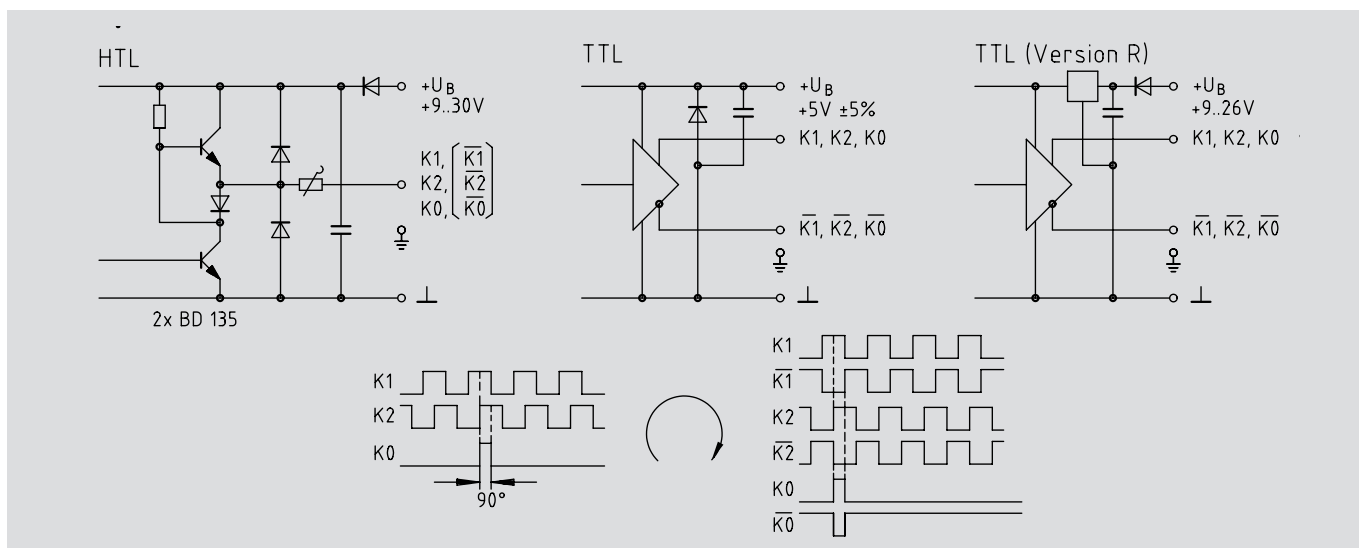 HTL
+U_B
+9..30V
K1, (K̅1̅)
K2, (K̅2̅)
K0, (K̅0̅)
2x BD 135
TTL
+U_B
+5V ±5%
K1, K2, K0
K̅1̅, K̅2̅, K̅0̅
TTL (Version R)
+U_B
+9..26V
K1, K2, K0
K̅1̅, K̅2̅, K̅0̅
K1
K2
K0
90°
K1
K̅1̅
K2
K̅2̅
K0
K̅0̅